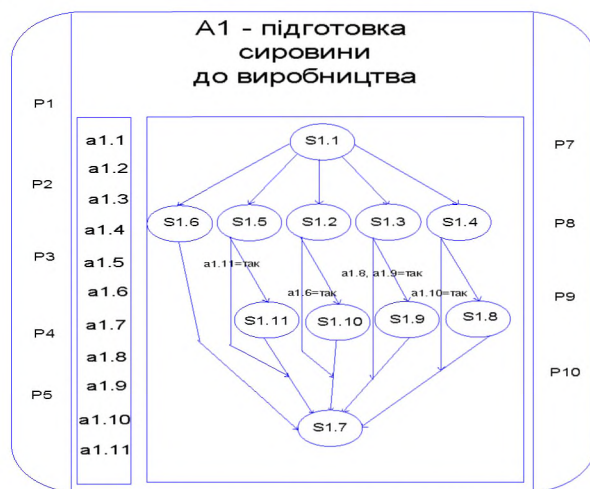 А1 - підготовка
сировини
до виробництва
P1
P2
P3
P4
P5
a1.1
a1.2
a1.3
a1.4
a1.5
a1.6
a1.7
a1.8
a1.9
a1.10
a1.11
S1.1
S1.6
S1.5
S1.2
S1.3
S1.4
a1.11=так
a1.8, a1.9=так
a1.6=так
a1.10=так
S1.11
S1.10
S1.9
S1.8
S1.7
P7
P8
P9
P10